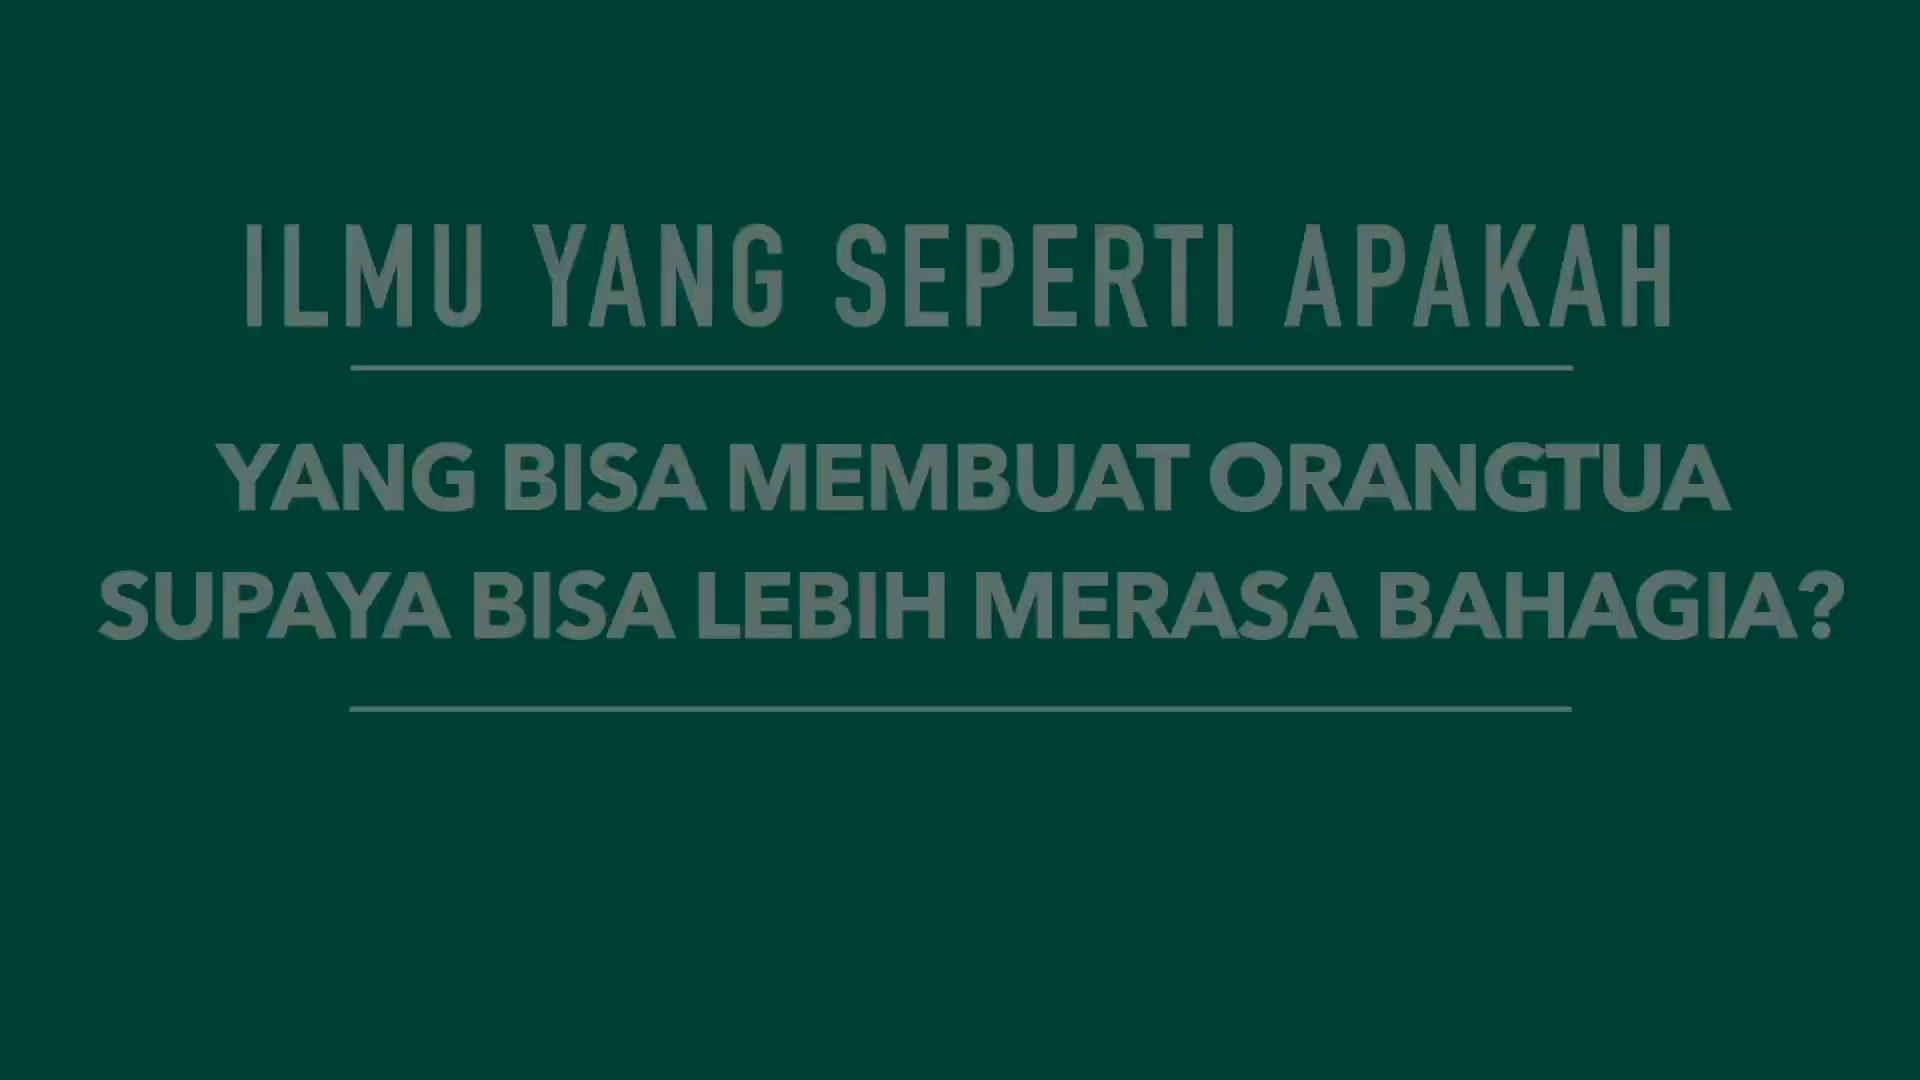 ILMU YANG SEPERTI APAKAH
YANG BISA MEMBUAT ORANGTUA
SUPAYA BISA LEBIH MERASA BAHAGIA?